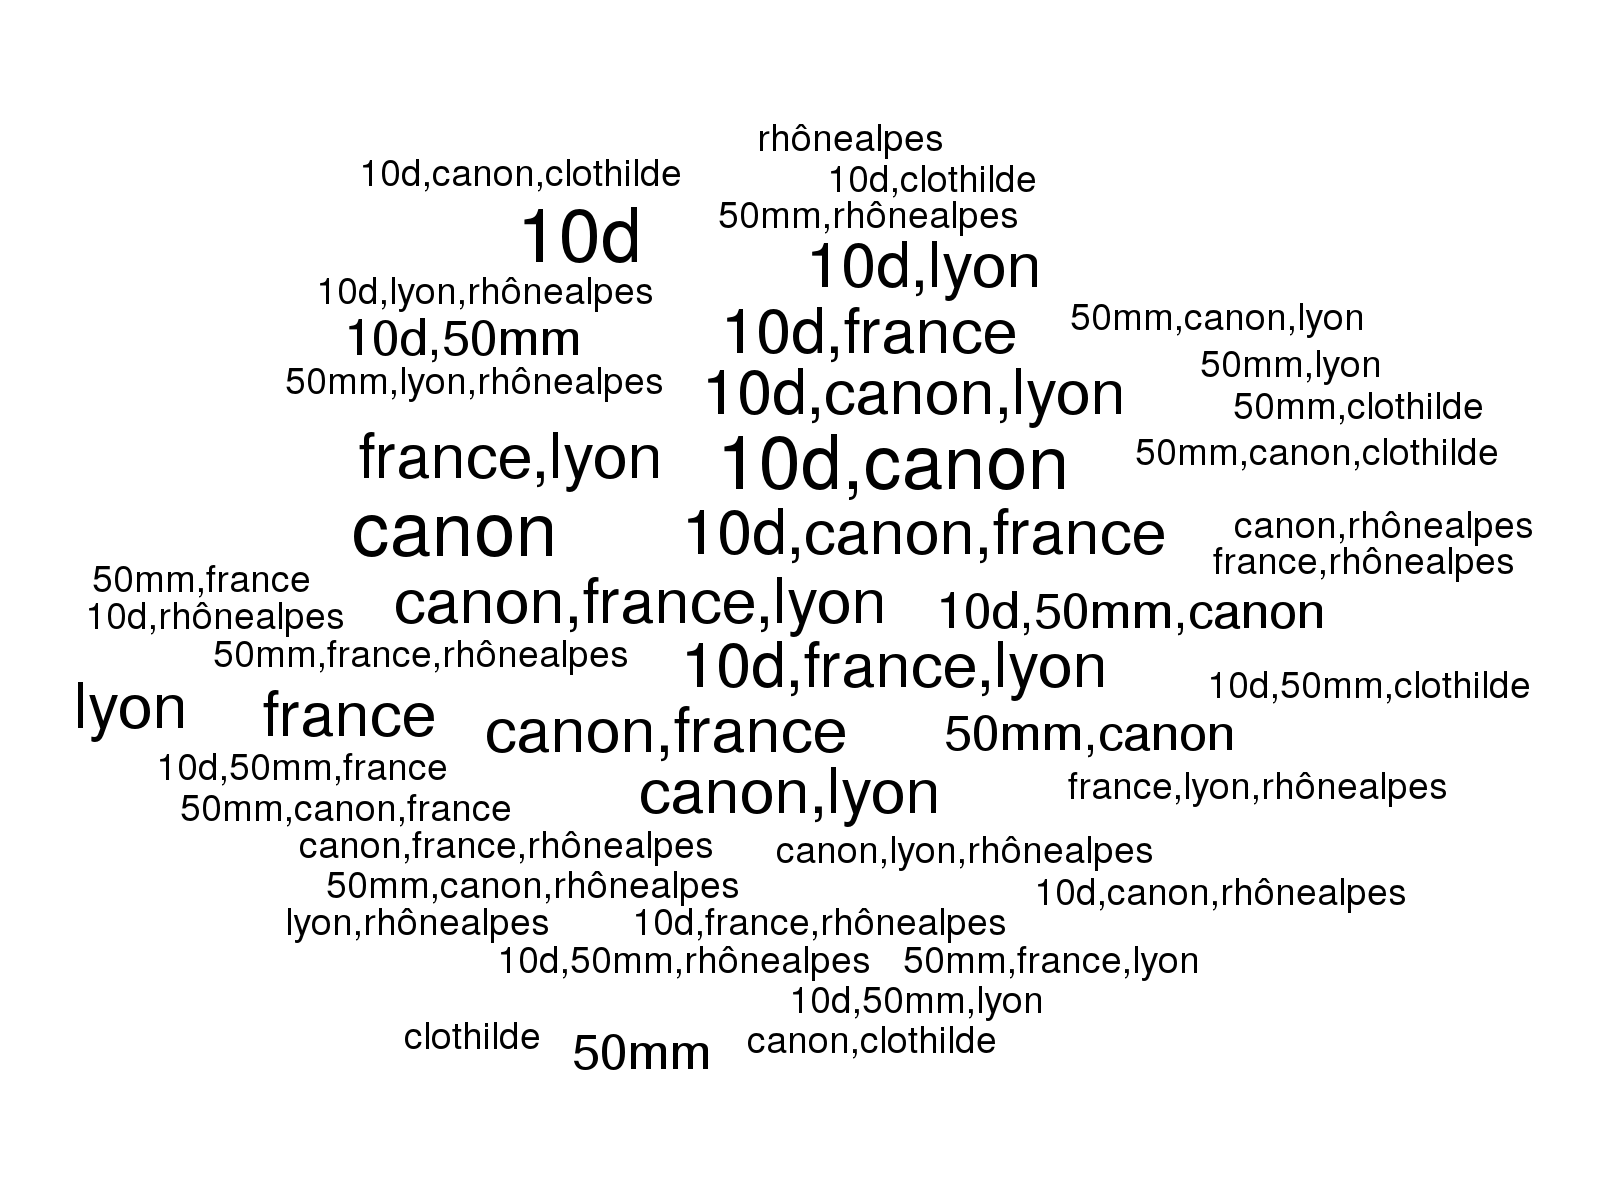 rhônealpes
10d,canon,clothilde
10d,clothilde
50mm,rhônealpes
10d
10d,lyon
10d,lyon,rhônealpes
50mm,canon,lyon
10d,france
10d,50mm
50mm,lyon
50mm,lyon,rhônealpes
10d,canon,lyon
50mm,clothilde
france,lyon
10d,canon
50mm,canon,clothilde
canon
10d,canon,france
canon,rhônealpes
france,rhônealpes
50mm,france
canon,france,lyon
10d,50mm,canon
10d,rhônealpes
50mm,france,rhônealpes
10d,france,lyon
10d,50mm,clothilde
lyon
france
canon,france
50mm,canon
10d,50mm,france
canon,lyon
france,lyon,rhônealpes
50mm,canon,france
canon,france,rhônealpes
canon,lyon,rhônealpes
50mm,canon,rhônealpes
10d,canon,rhônealpes
lyon,rhônealpes
10d,france,rhônealpes
10d,50mm,rhônealpes
50mm,france,lyon
10d,50mm,lyon
clothilde
50mm
canon,clothilde